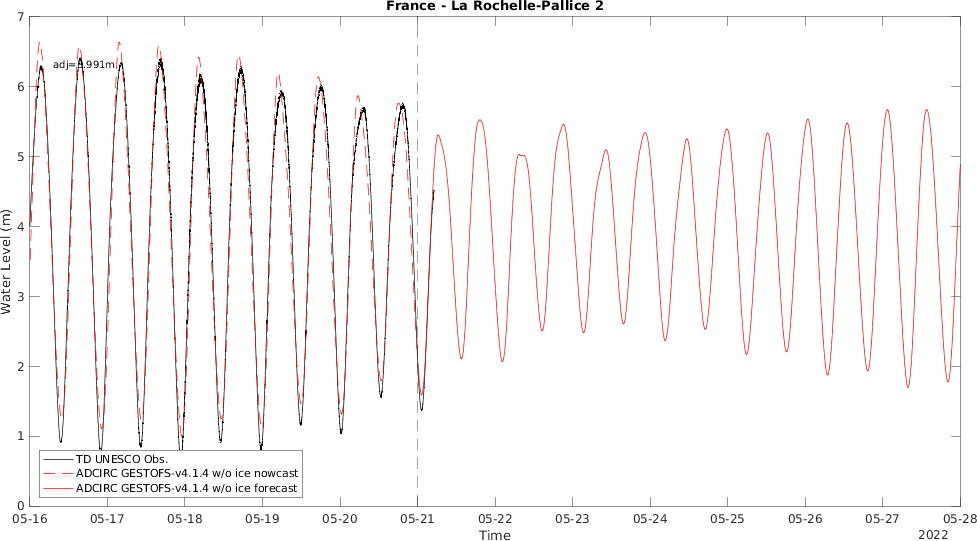 France - La Rochelle-Pallice 2
7
adj=3.991m
6
5
4
3
2
1
0
Water Level (m)
TD UNESCO Obs.
ADCIRC GESTOFS-v4.1.4 w/o ice nowcast
ADCIRC GESTOFS-v4.1.4 w/o ice forecast
05-16 05-17 05-18 05-19 05-20 05-21 05-22 05-23 05-24 05-25 05-26 05-27 05-28
Time
2022